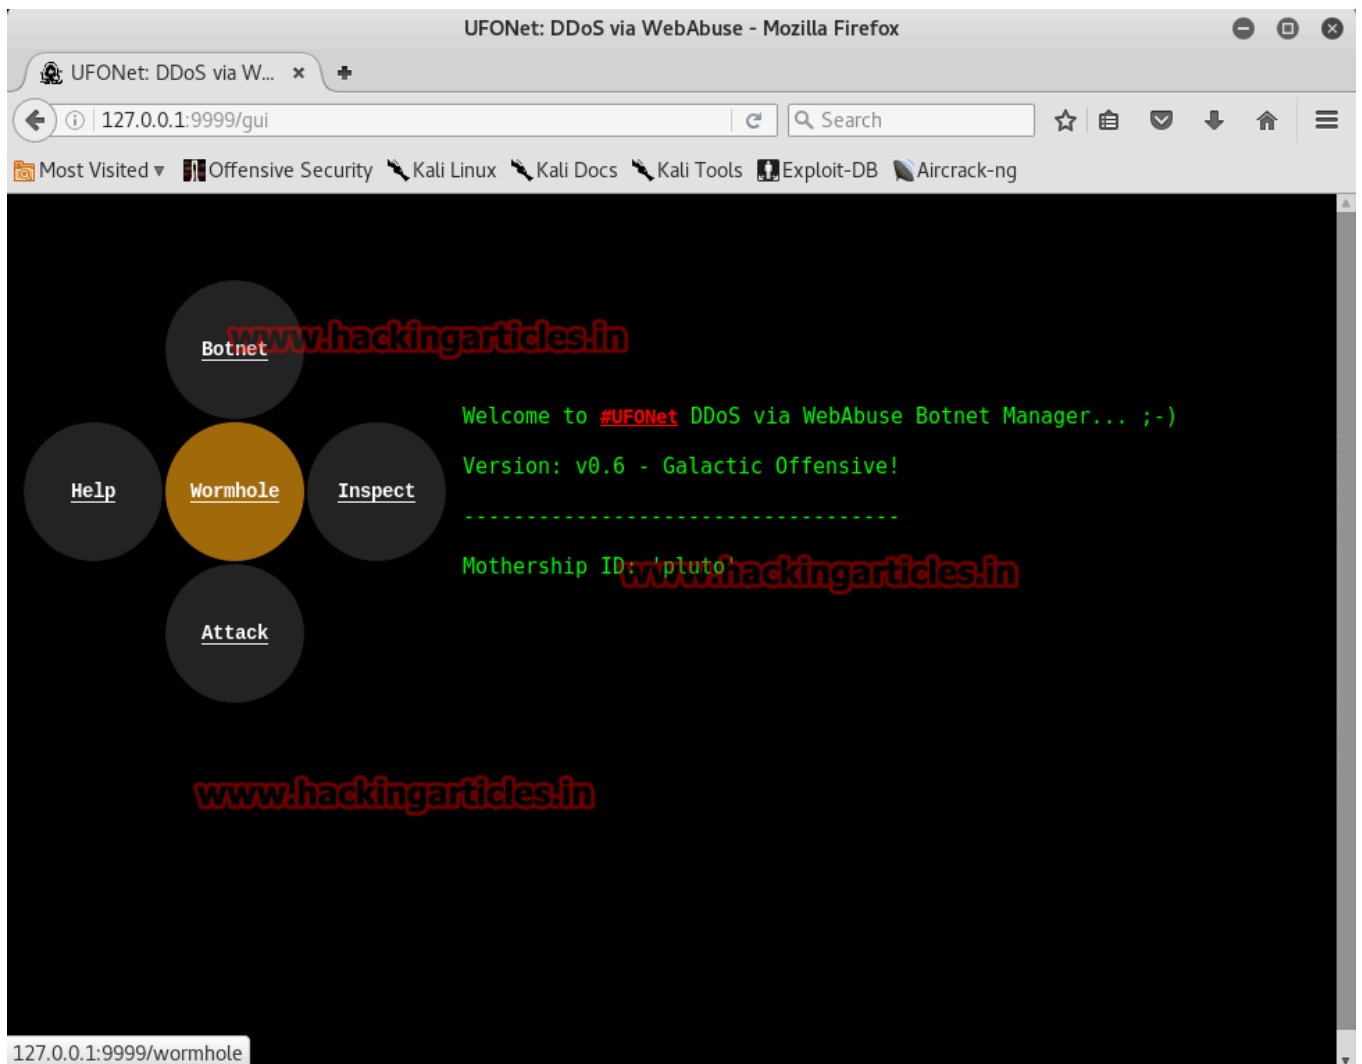 UFONet: DDoS via WebAbuse - Mozilla Firefox
UFONet: DDoS via W...
127.0.0.1:9999/gui
Search
Most Visited Offensive Security Kali Linux Kali Docs Kali Tools Exploit-DB Aircrack-ng
Botnet
www.hackingarticles.in
Welcome to #UFONet DDoS via WebAbuse Botnet Manager... ;-)
Version: v0.6 - Galactic Offensive!
-----------------------------------
Help Wormhole Inspect
Mothership ID: 'pluto'
www.hackingarticles.in
Attack
www.hackingarticles.in
127.0.0.1:9999/wormhole